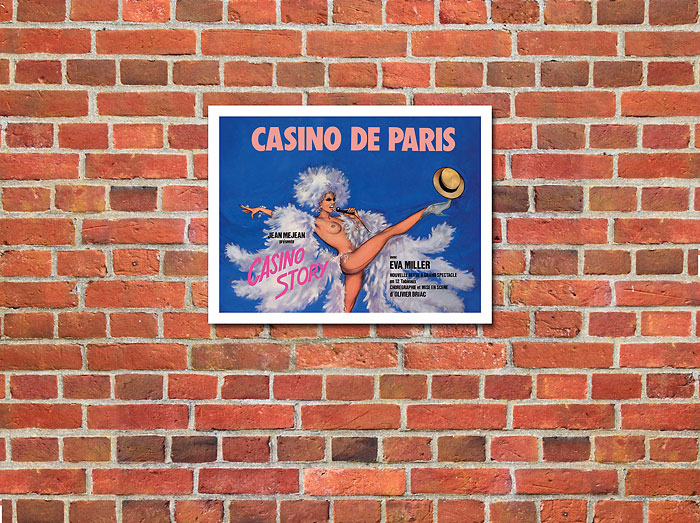 CASINO DE PARIS
JEAN MEJEAN
présente
CASINO
STORY
avec
EVA MILLER
NOUVELLE REVUE A GRAND SPECTACLE
en 12 Tableaux
CHOREGRAPHIE et MISE EN SCENE
d'OLIVIER BRIAC